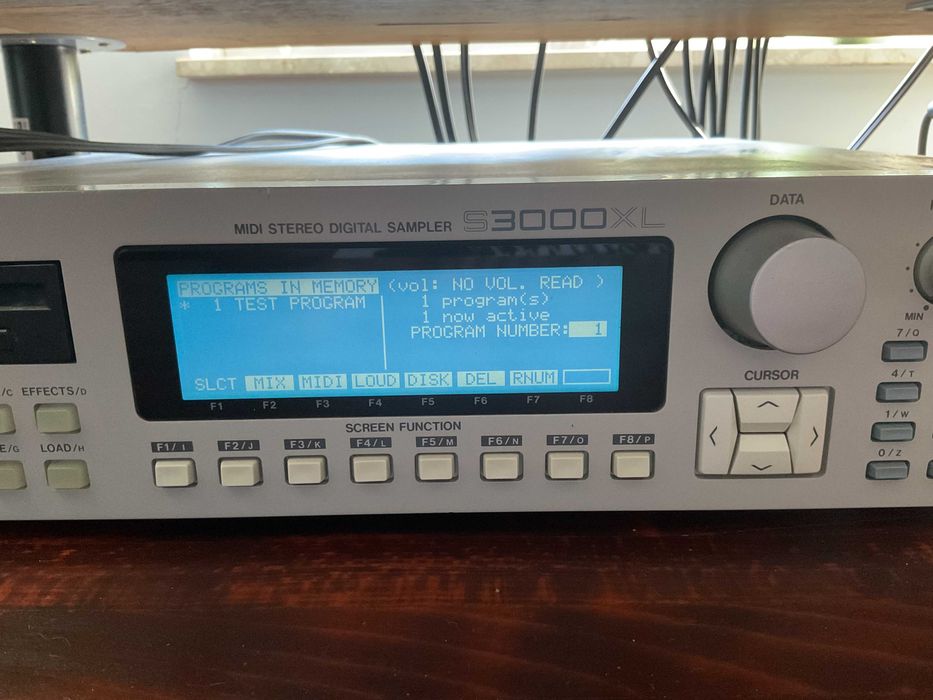 DATA
MIDI STEREO DIGITAL SAMPLER S3000XL
PROGRAMS IN MEMORY (vol: NO VOL. READ )
* 1 TEST PROGRAM
1 program(s)
1 now active
PROGRAM NUMBER: 1
SLCT MIX MIDI LOUD DISK DEL RNUM
F1 F2 F3 F4 F5 F6 F7 F8
SCREEN FUNCTION
F1/I F2/J F3/K F4/L F5/M F6/N F7/O F8/P
/C EFFECTS/D
/G LOAD/H
CURSOR
MIN
7/Q
4/T
1/W
0/Z